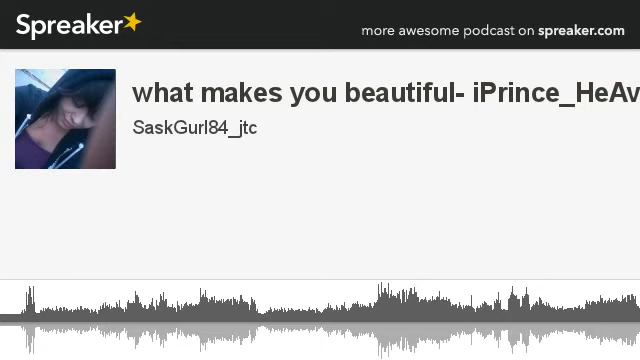 Spreaker
more awesome podcast on spreaker.com
what makes you beautiful- iPrince_HeAv
SaskGurl84_jtc